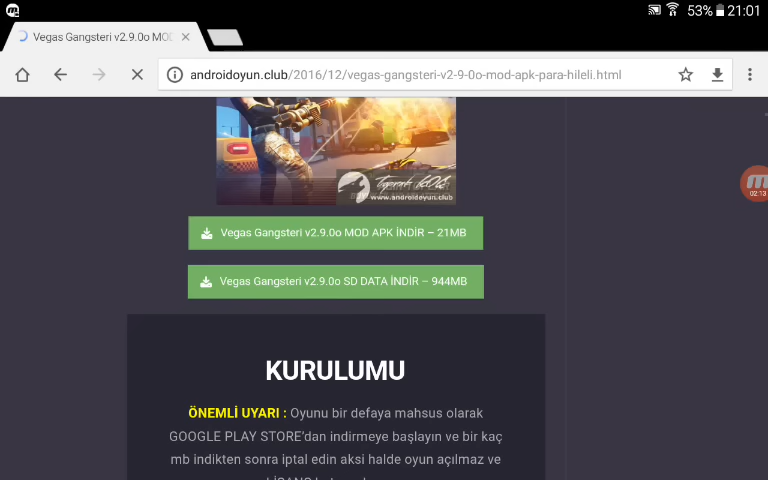 53% 21:01
Vegas Gangsteri v2.9.0o MOD
androidoyun.club/2016/12/vegas-gangsteri-v2-9-0o-mod-apk-para-hileli.html
www.androidoyun.club
02:13
Vegas Gangsteri v2.9.0o MOD APK İNDİR – 21MB
Vegas Gangsteri v2.9.0o SD DATA İNDİR – 944MB
KURULUMU
ÖNEMLİ UYARI : Oyunu bir defaya mahsus olarak
GOOGLE PLAY STORE'dan indirmeye başlayın ve bir kaç
mb indikten sonra iptal edin aksi halde oyun açılmaz ve